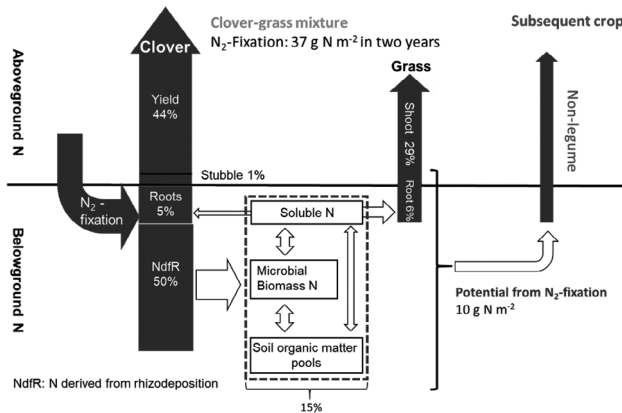 Clover-grass mixture
N₂-Fixation: 37 g N m⁻² in two years
Subsequent crop
Clover
Grass
Aboveground N
Yield
44%
Shoot 29%
Non-legume
Stubble 1%
N₂-
fixation
Roots
5%
Soluble N
Root 6%
Belowground N
NdfR
50%
Microbial
Biomass N
Potential from N₂-fixation
10 g N m⁻²
Soil organic matter
pools
NdfR: N derived from rhizodeposition
15%